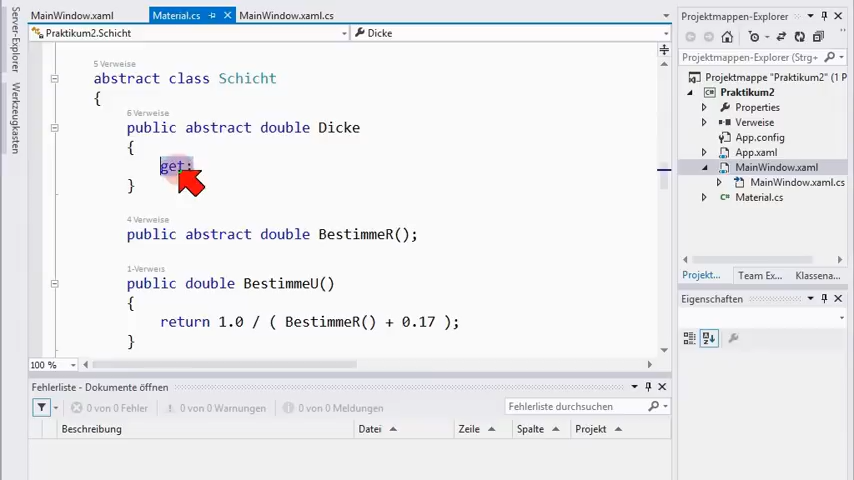 MainWindow.xaml
Material.cs
MainWindow.xaml.cs
Praktikum2.Schicht
Dicke
Server-Explorer
Werkzeugkasten
5 Verweise
abstract class Schicht
{
6 Verweise
public abstract double Dicke
{
get;
}
4 Verweise
public abstract double BestimmeR();
1-Verweis
public double BestimmeU()
{
return 1.0 / ( BestimmeR() + 0.17 );
}
100 %
Fehlerliste - Dokumente öffnen
0 von 0 Fehler
0 von 0 Warnungen
0 von 0 Meldungen
Fehlerliste durchsuchen
Beschreibung
Datei
Zeile
Spalte
Projekt
Projektmappen-Explorer
Projektmappen-Explorer (Strg+
Projektmappe "Praktikum2" (1 P
Praktikum2
Properties
Verweise
App.config
App.xaml
MainWindow.xaml
MainWindow.xaml.cs
Material.cs
Projekt...
Team Ex...
Klassena...
Eigenschaften